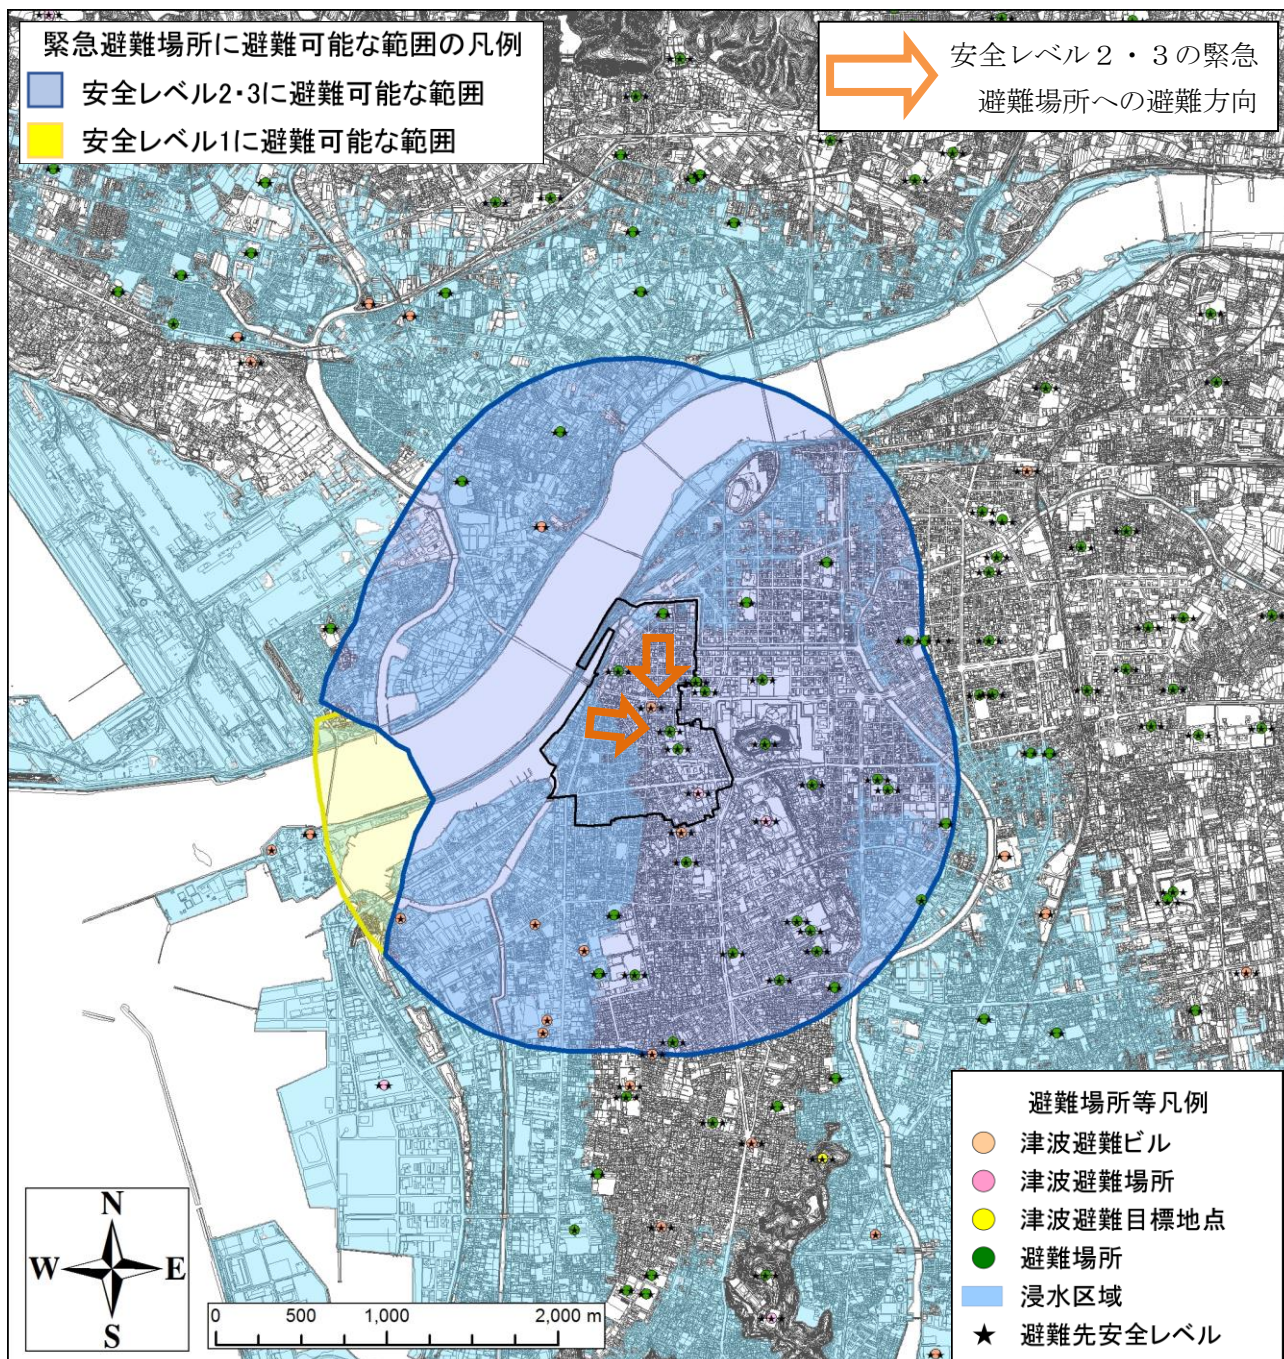 緊急避難場所に避難可能な範囲の凡例
安全レベル2・3に避難可能な範囲
安全レベル1に避難可能な範囲
安全レベル２・３の緊急
避難場所への避難方向
避難場所等凡例
津波避難ビル
津波避難場所
津波避難目標地点
避難場所
浸水区域
避難先安全レベル
N
W E
S
0 500 1,000 2,000 m